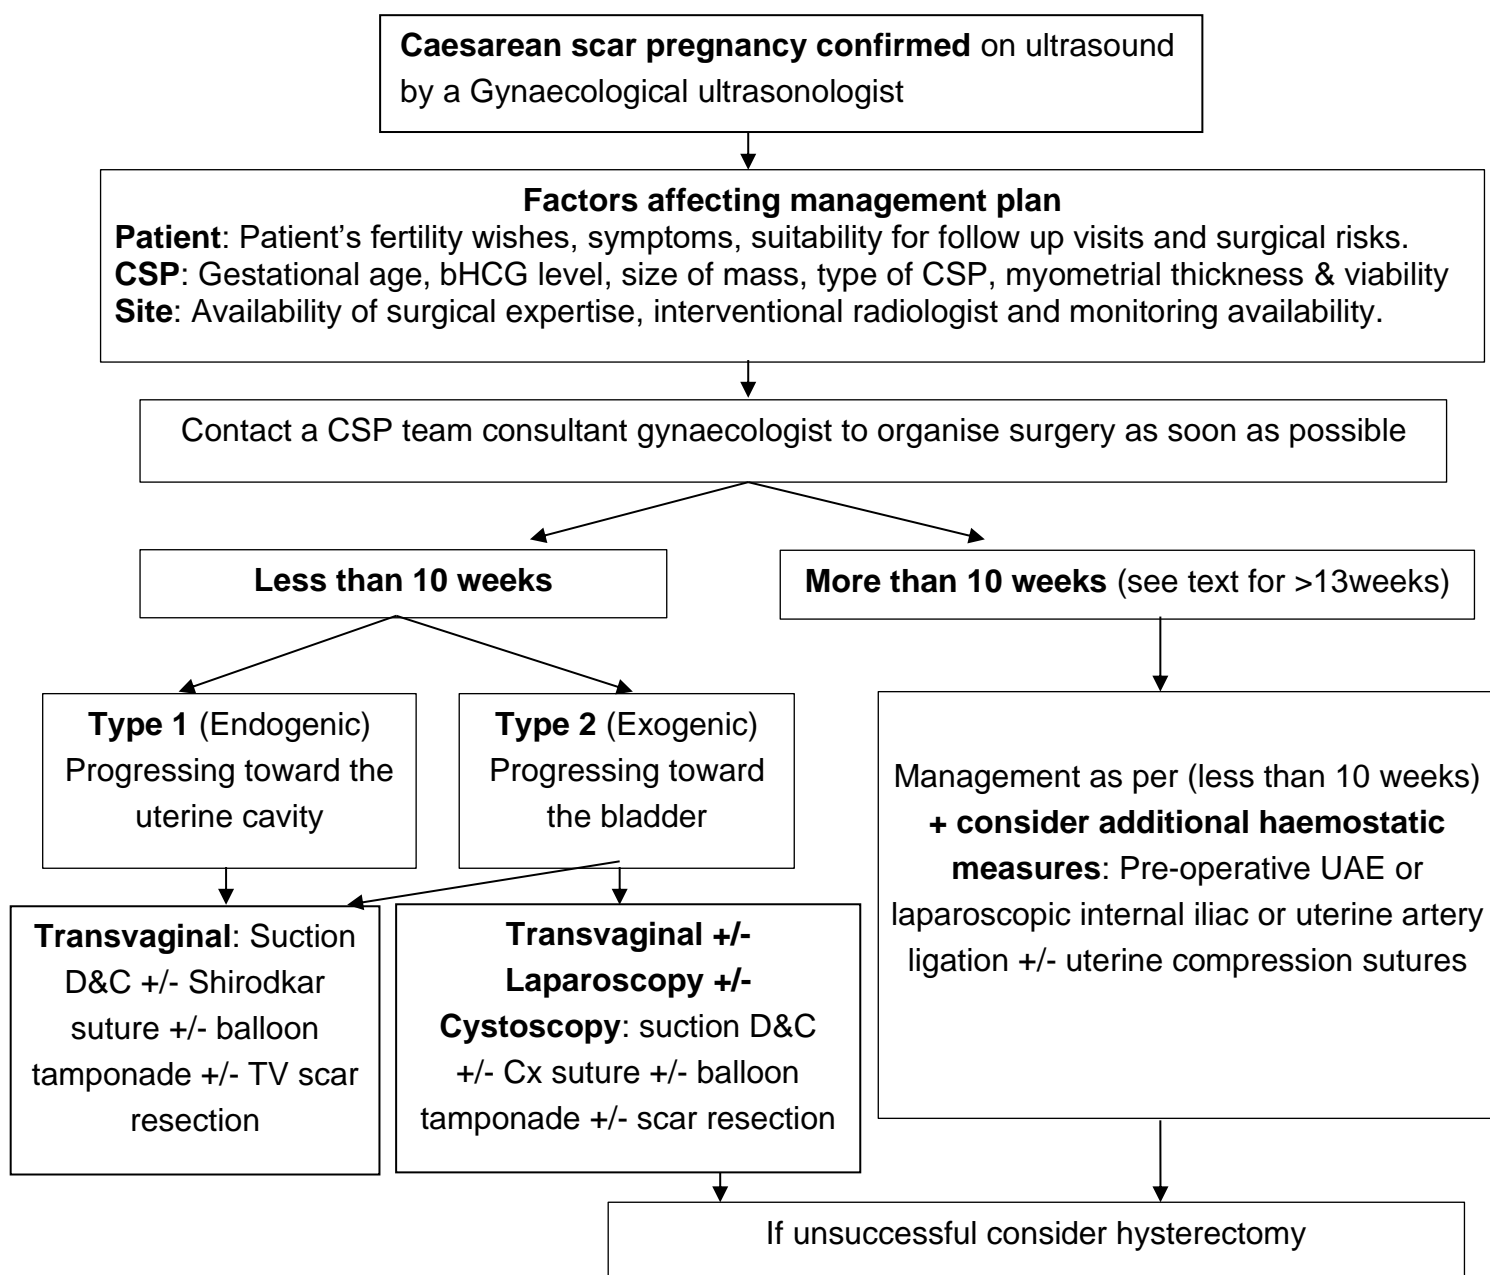 Caesarean scar pregnancy confirmed on ultrasound
by a Gynaecological ultrasonologist
Factors affecting management plan
Patient: Patient's fertility wishes, symptoms, suitability for follow up visits and surgical risks.
CSP: Gestational age, bHCG level, size of mass, type of CSP, myometrial thickness & viability
Site: Availability of surgical expertise, interventional radiologist and monitoring availability.
Contact a CSP team consultant gynaecologist to organise surgery as soon as possible
Less than 10 weeks
More than 10 weeks (see text for >13weeks)
Type 1 (Endogenic)
Progressing toward the
uterine cavity
Type 2 (Exogenic)
Progressing toward
the bladder
Management as per (less than 10 weeks)
+ consider additional haemostatic
measures: Pre-operative UAE or
laparoscopic internal iliac or uterine artery
ligation +/- uterine compression sutures
Transvaginal: Suction
D&C +/- Shirodkar
suture +/- balloon
tamponade +/- TV scar
resection
Transvaginal +/-
Laparoscopy +/-
Cystoscopy: suction D&C
+/- Cx suture +/- balloon
tamponade +/- scar resection
If unsuccessful consider hysterectomy